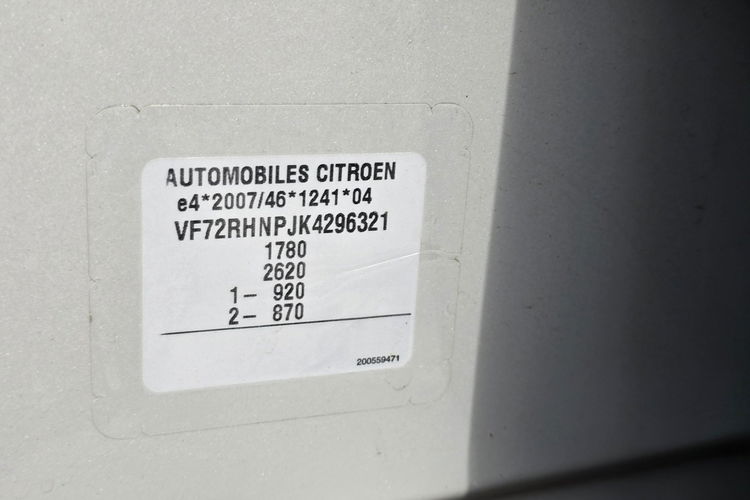 AUTOMOBILES CITROEN
e4*2007/46*1241*04
VF72RHNPJK4296321
1780
2620
1- 920
2- 870
200559471